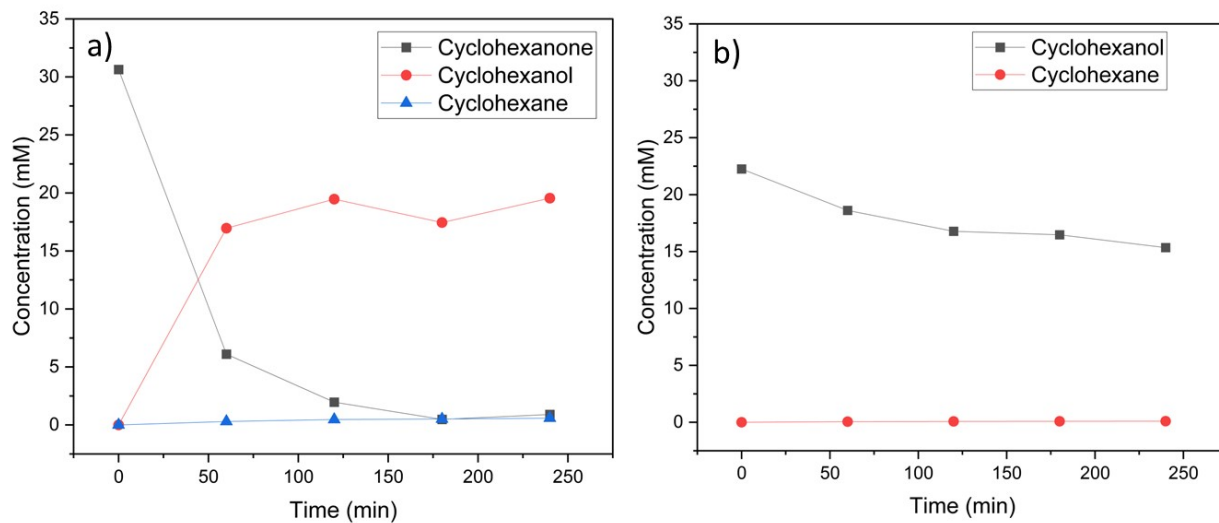 a)
Cyclohexanone
Cyclohexanol
Cyclohexane
35
30
25
20
15
10
5
0
Concentration (mM)
0 50 100 150 200 250
Time (min)
b)
Cyclohexanol
Cyclohexane
35
30
25
20
15
10
5
0
Concentration (mM)
0 50 100 150 200 250
Time (min)